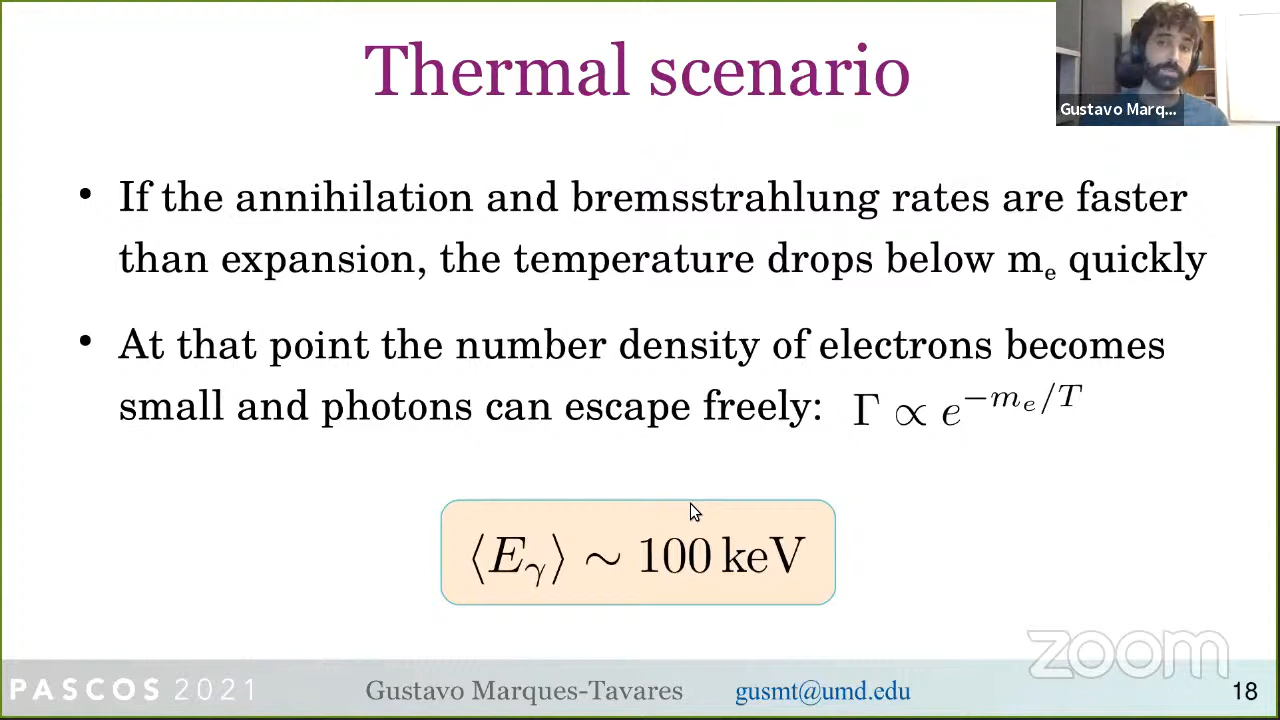 Thermal scenario
Gustavo Marq...
• If the annihilation and bremsstrahlung rates are faster
than expansion, the temperature drops below mₑ quickly
• At that point the number density of electrons becomes
small and photons can escape freely: Γ ∝ e^{−mₑ/T}
⟨E_γ⟩ ∼ 100 keV
zoom
PASCOS 2021
Gustavo Marques-Tavares
gusmt@umd.edu
18